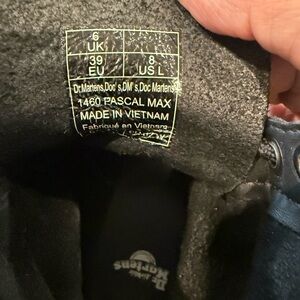 6 8
UK US L
39
EU
Dr.Martens,Doc's,DM's,Doc Martens
1460 PASCAL MAX
MADE IN VIETNAM
Fabriqué en Vietnam
Dr.
Martens